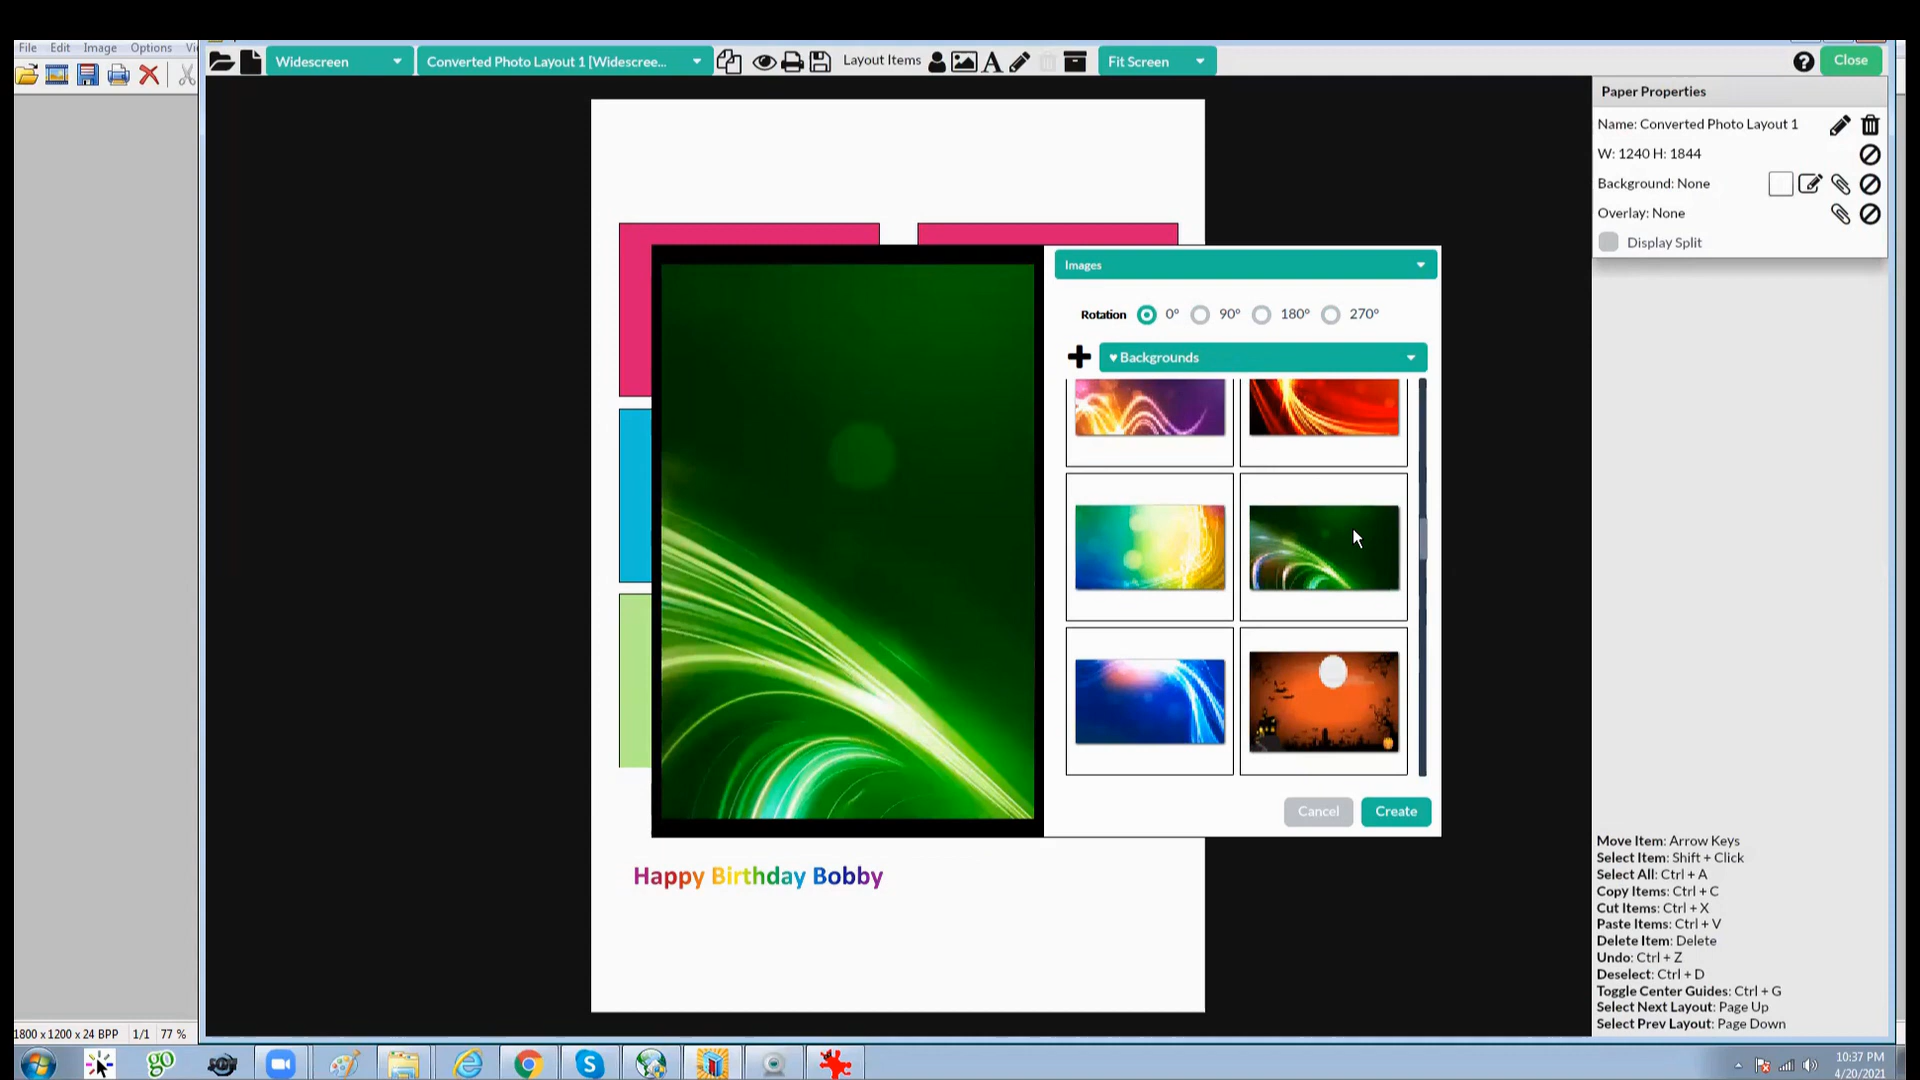 File Edit Image Options
Widescreen
Converted Photo Layout 1 [Widescree...
Layout Items
Fit Screen
Close
Paper Properties
Name: Converted Photo Layout 1
W: 1240 H: 1844
Background: None
Overlay: None
Display Split
Images
Rotation 0° 90° 180° 270°
♥ Backgrounds
Cancel
Create
Happy Birthday Bobby
Move Item: Arrow Keys
Select Item: Shift + Click
Select All: Ctrl + A
Copy Items: Ctrl + C
Cut Items: Ctrl + X
Paste Items: Ctrl + V
Delete Item: Delete
Undo: Ctrl + Z
Deselect: Ctrl + D
Toggle Center Guides: Ctrl + G
Select Next Layout: Page Up
Select Prev Layout: Page Down
1800 x 1200 x 24 BPP 1/1 77 %
go
10:37 PM
4/20/2021